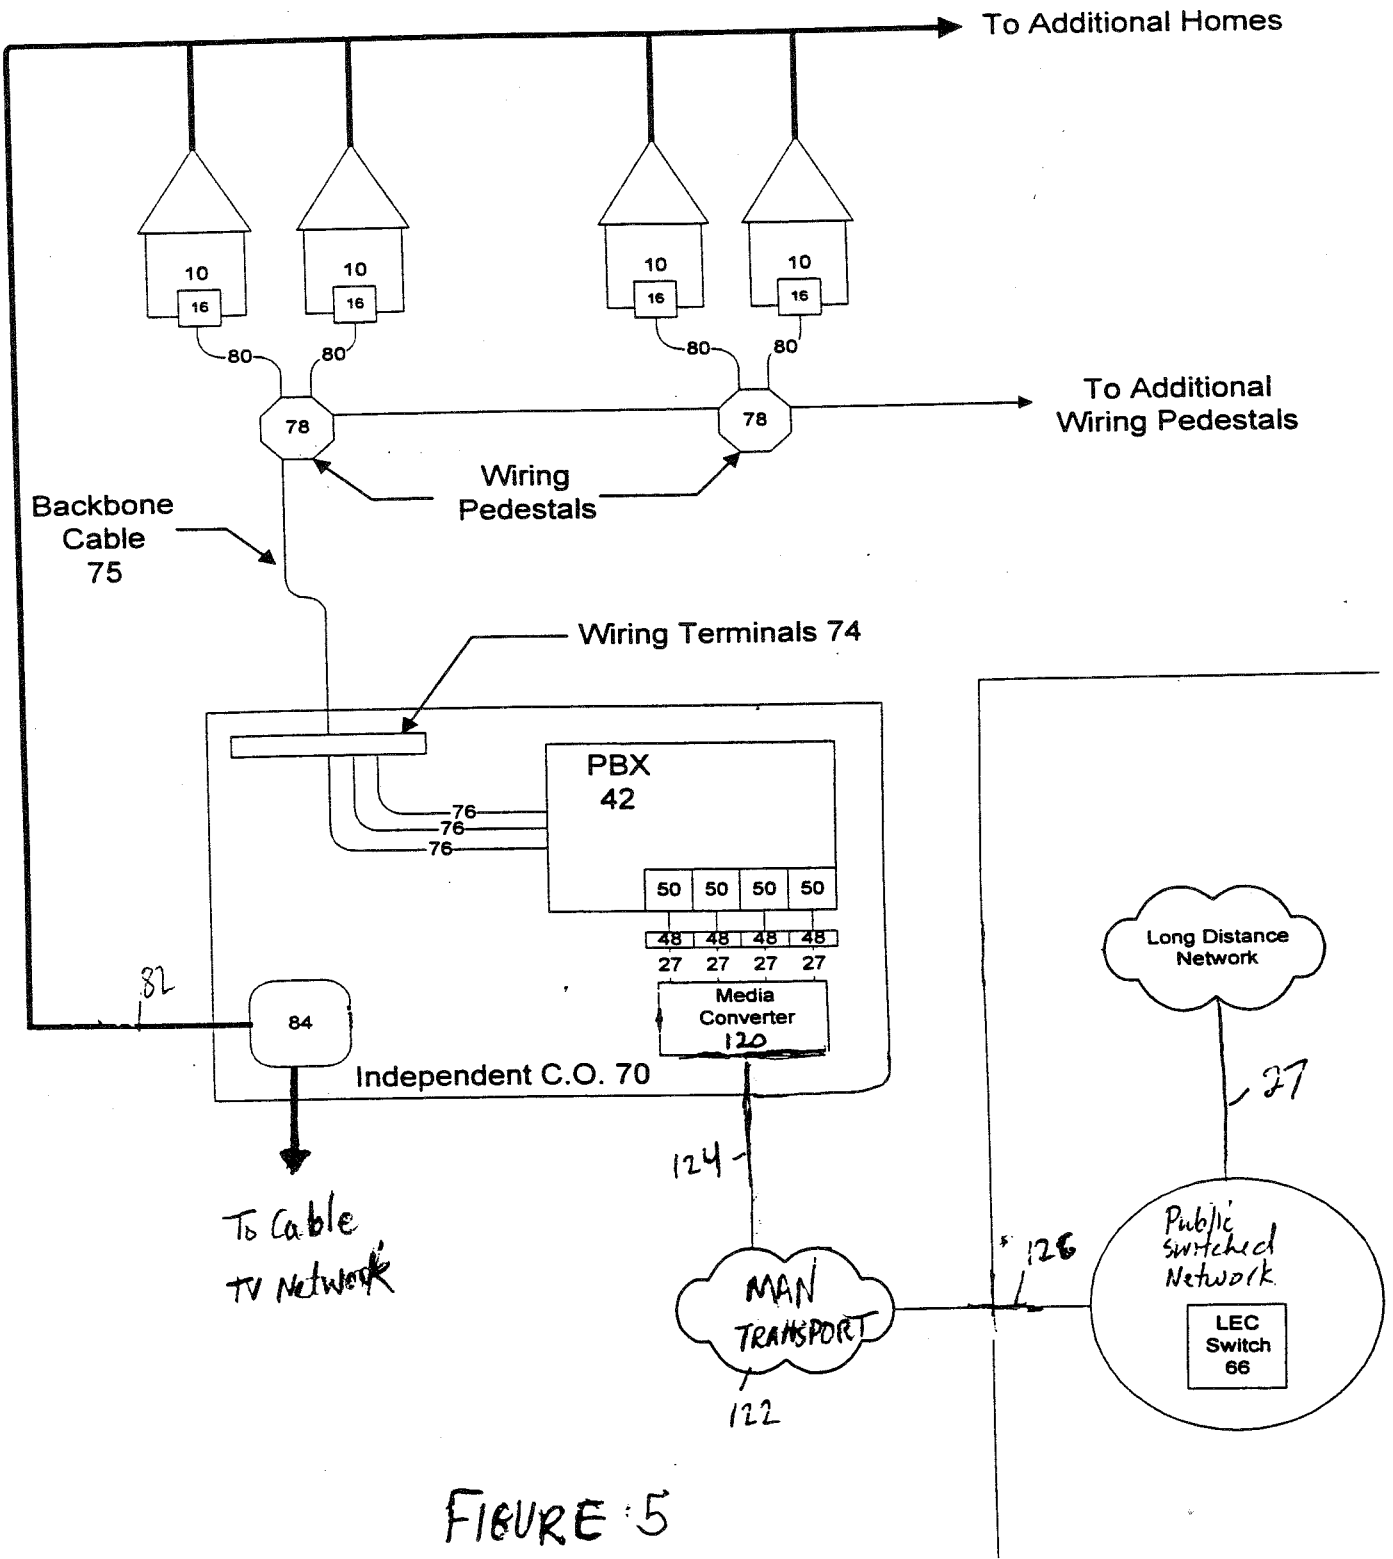 To Additional Homes
10
10
10
10
16
16
16
16
80
80
80
80
78
78
To Additional
Wiring Pedestals
Wiring
Pedestals
Backbone
Cable
75
Wiring Terminals 74
PBX
42
76
76
76
50 50 50 50
48 48 48 48
27 27 27 27
Media
Converter
120
82
84
Independent C.O. 70
Long Distance
Network
27
124
To Cable
TV Network
MAN
TRANSPORT
122
Public
switched
Network
LEC
Switch
66
FIGURE 5